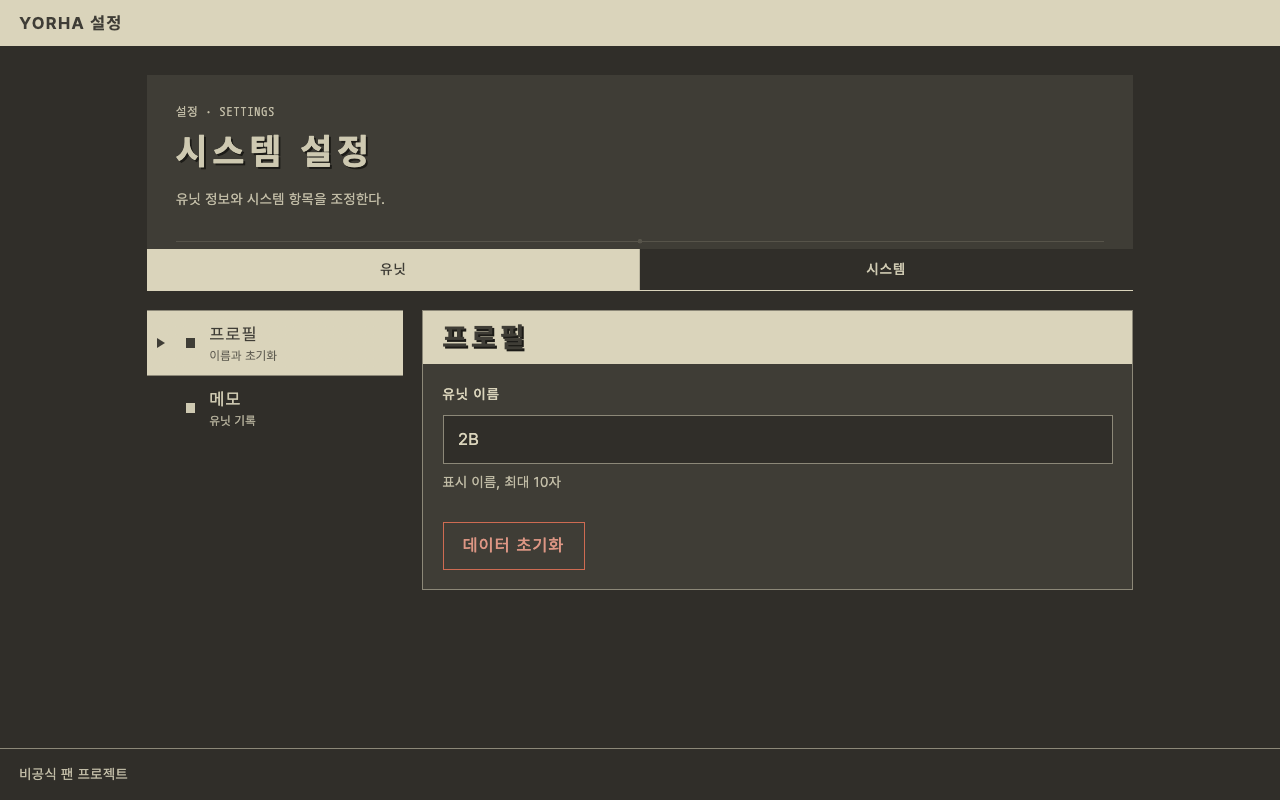 YORHA 설정
설정 · SETTINGS
시스템 설정
유닛 정보와 시스템 항목을 조정한다.
유닛
시스템
프로필
이름과 초기화
메모
유닛 기록
프로필
유닛 이름
2B
표시 이름, 최대 10자
데이터 초기화
비공식 팬 프로젝트